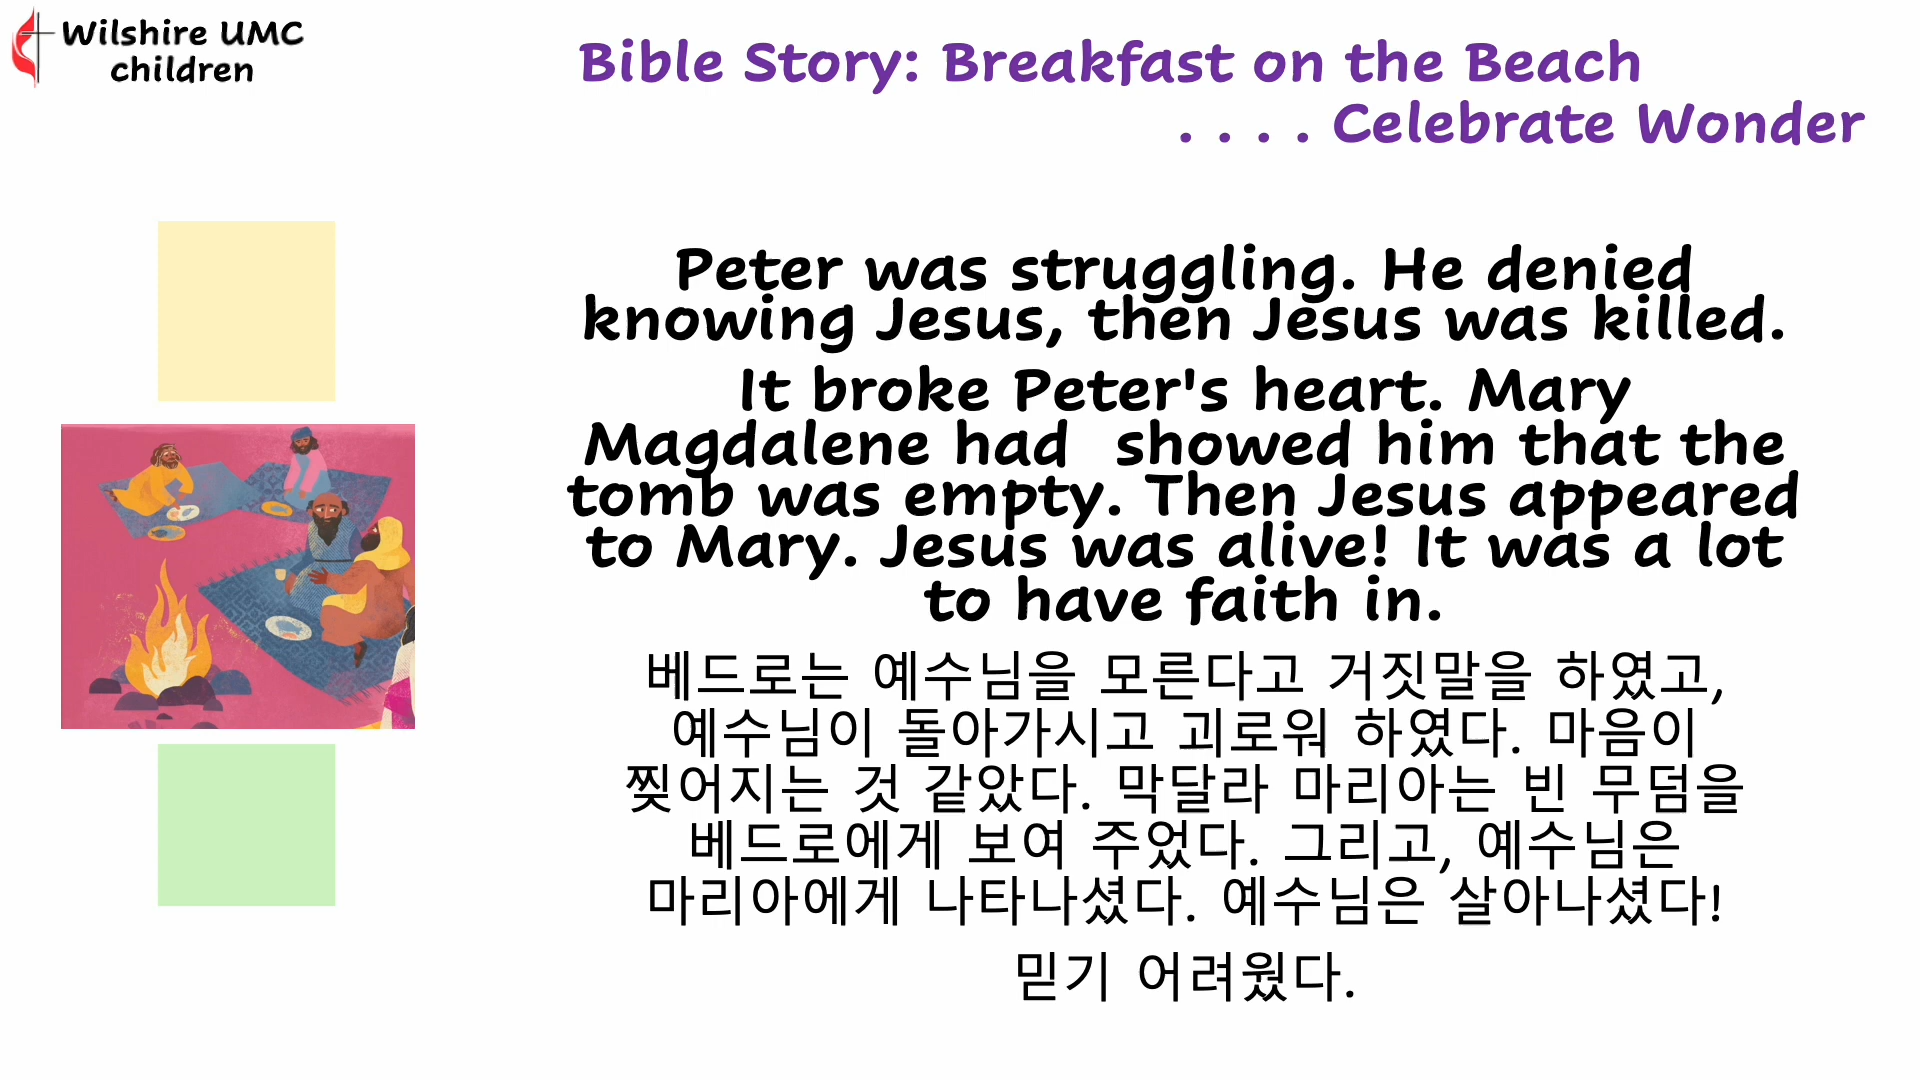 Wilshire UMC
children
Bible Story: Breakfast on the Beach
. . . . Celebrate Wonder
Peter was struggling. He denied
knowing Jesus, then Jesus was killed.
It broke Peter's heart. Mary
Magdalene had  showed him that the
tomb was empty. Then Jesus appeared
to Mary. Jesus was alive! It was a lot
to have faith in.
베드로는 예수님을 모른다고 거짓말을 하였고,
예수님이 돌아가시고 괴로워 하였다. 마음이
찢어지는 것 같았다. 막달라 마리아는 빈 무덤을
베드로에게 보여 주었다. 그리고, 예수님은
마리아에게 나타나셨다. 예수님은 살아나셨다!
믿기 어려웠다.